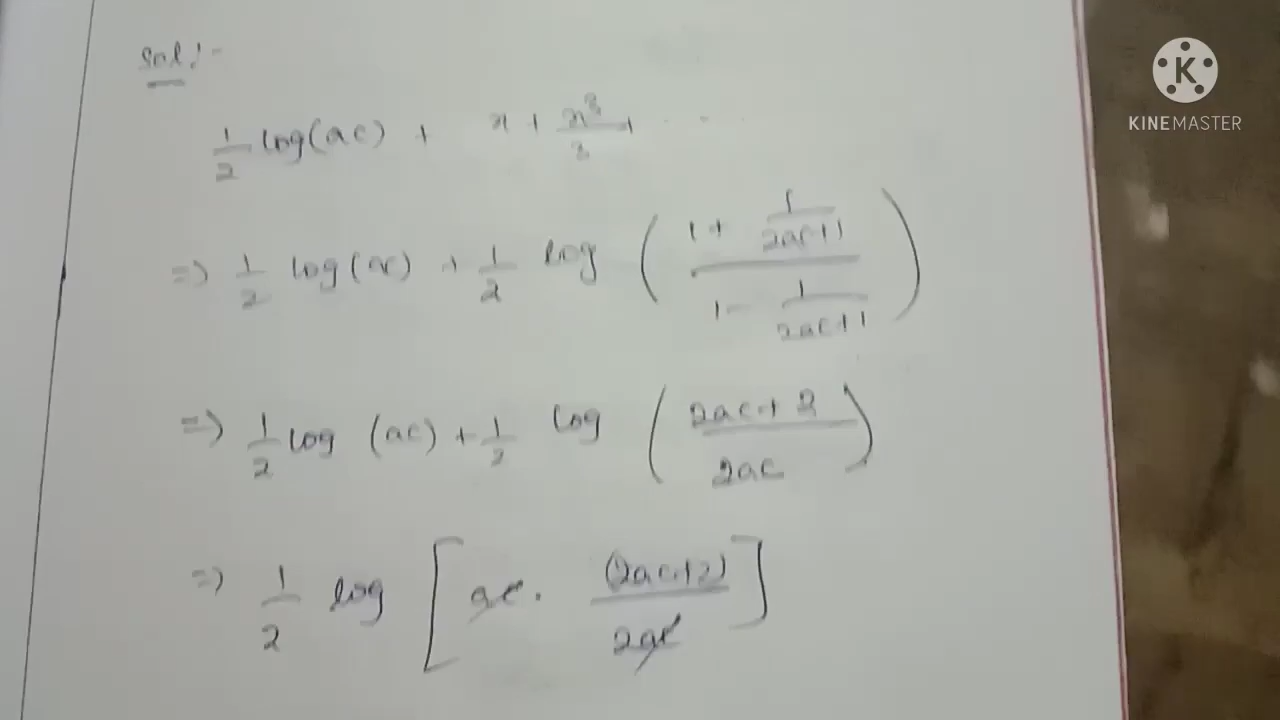 Sol:-
K
KINEMASTER
1/2 log(ac) + x + x^3/3 + ....
=> 1/2 log(ac) + 1/2 log ( (1 + 1/(2ac+1)) / (1 - 1/(2ac+1)) )
=> 1/2 log (ac) + 1/2 log ( (2ac+2) / 2ac )
=> 1/2 log [ ac . (2ac+2) / 2ac ]